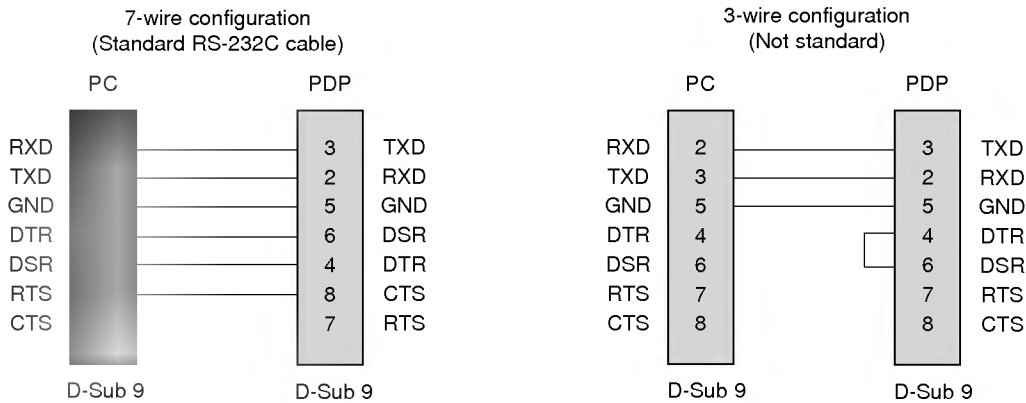 7-wire configuration
(Standard RS-232C cable)
PC PDP
RXD 3 TXD
TXD 2 RXD
GND 5 GND
DTR 6 DSR
DSR 4 DTR
RTS 8 CTS
CTS 7 RTS
D-Sub 9 D-Sub 9
3-wire configuration
(Not standard)
PC PDP
RXD 2 3 TXD
TXD 3 2 RXD
GND 5 5 GND
DTR 4 4 DTR
DSR 6 6 DSR
RTS 7 7 RTS
CTS 8 8 CTS
D-Sub 9 D-Sub 9